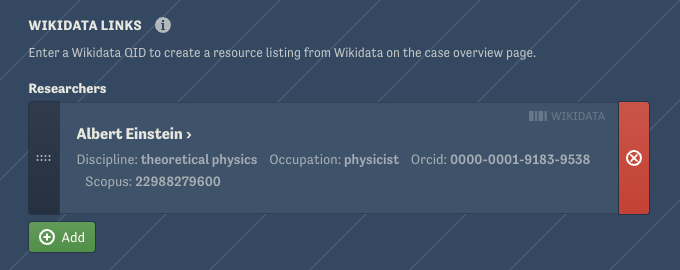 WIKIDATA LINKS
Enter a Wikidata QID to create a resource listing from Wikidata on the case overview page.
Researchers
WIKIDATA
Albert Einstein ›
Discipline: theoretical physics Occupation: physicist Orcid: 0000-0001-9183-9538
Scopus: 22988279600
Add